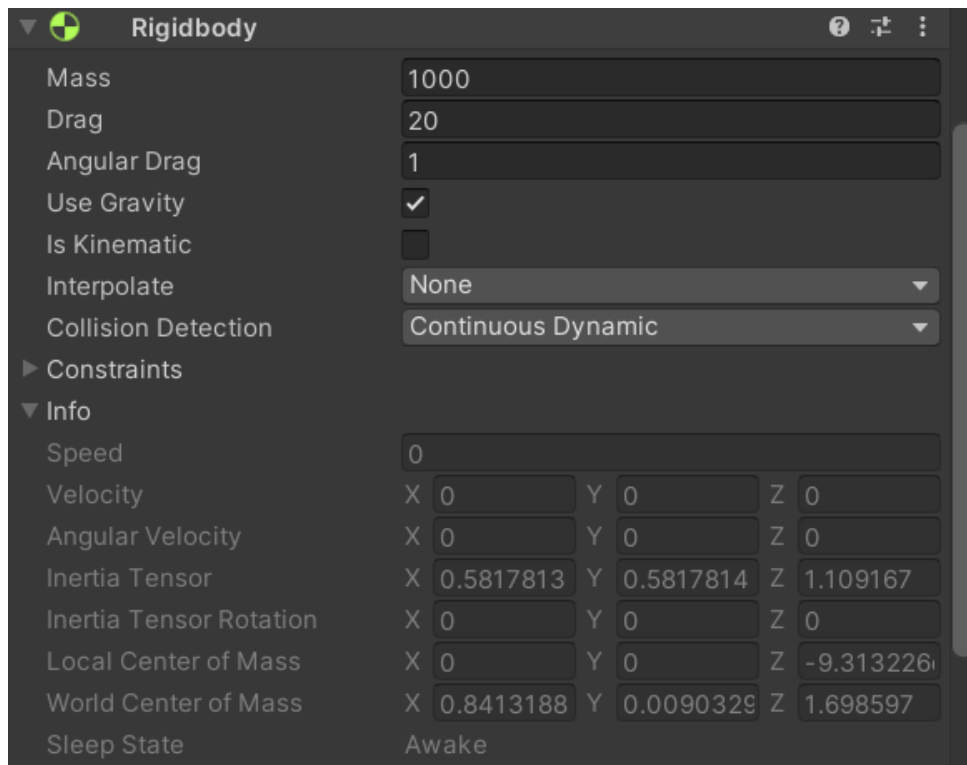 Rigidbody
Mass 1000
Drag 20
Angular Drag 1
Use Gravity
Is Kinematic
Interpolate None
Collision Detection Continuous Dynamic
Constraints
Info
Speed 0
Velocity X 0 Y 0 Z 0
Angular Velocity X 0 Y 0 Z 0
Inertia Tensor X 0.5817813 Y 0.5817814 Z 1.109167
Inertia Tensor Rotation X 0 Y 0 Z 0
Local Center of Mass X 0 Y 0 Z -9.313226
World Center of Mass X 0.8413188 Y 0.0090329 Z 1.698597
Sleep State Awake